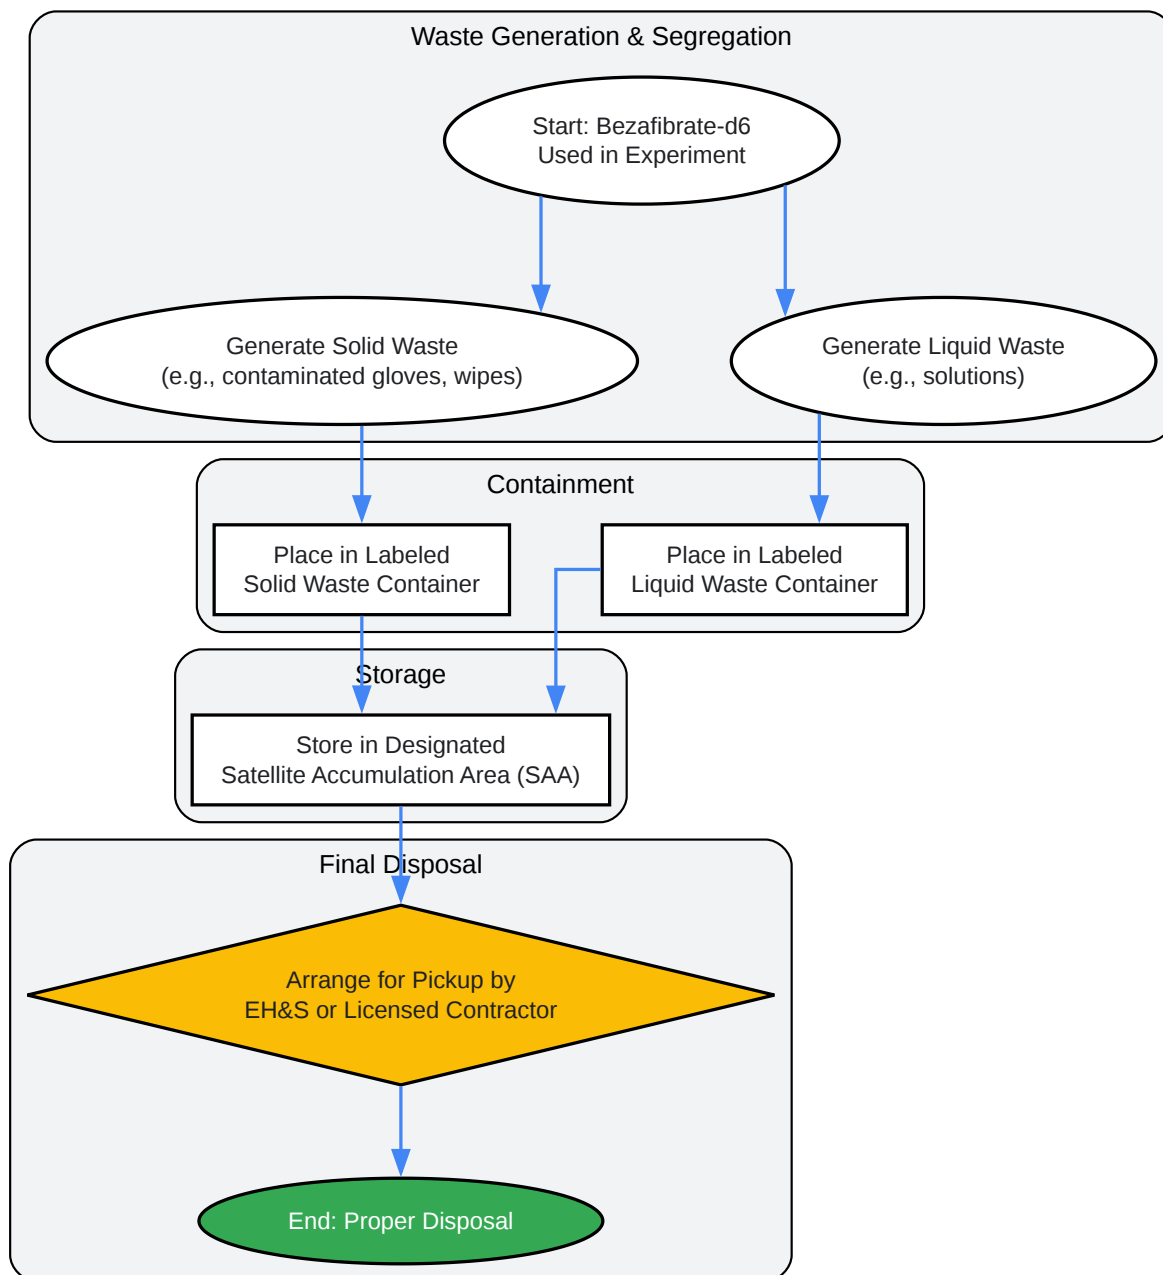 Waste Generation & Segregation
Start: Bezafibrate-d6
Used in Experiment
Generate Solid Waste
(e.g., contaminated gloves, wipes)
Generate Liquid Waste
(e.g., solutions)
Containment
Place in Labeled
Solid Waste Container
Place in Labeled
Liquid Waste Container
Storage
Store in Designated
Satellite Accumulation Area (SAA)
Final Disposal
Arrange for Pickup by
EH&S or Licensed Contractor
End: Proper Disposal